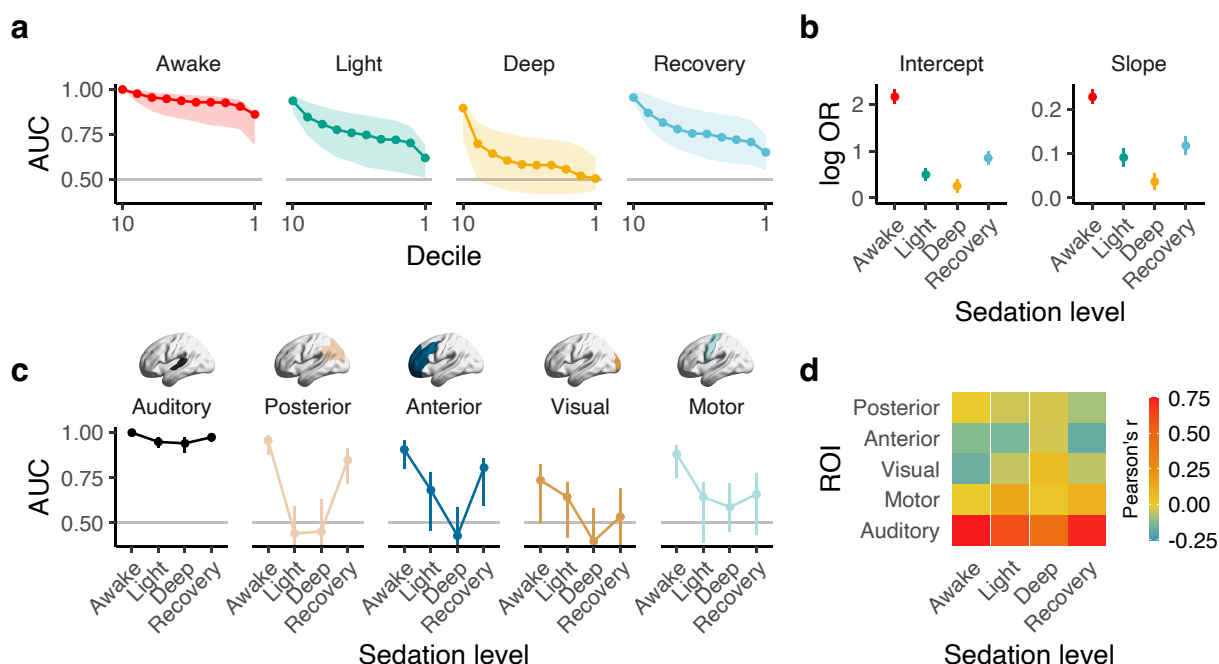 a
Awake Light Deep Recovery
AUC
1.00
0.75
0.50
10 1 10 1 10 1 10 1
Decile
b
Intercept Slope
log OR
2
1
0
0.2
0.1
0.0
Awake Light Deep Recovery Awake Light Deep Recovery
Sedation level
c
Auditory Posterior Anterior Visual Motor
AUC
1.00
0.75
0.50
Awake Light Deep Recovery Awake Light Deep Recovery Awake Light Deep Recovery Awake Light Deep Recovery Awake Light Deep Recovery
Sedation level
d
ROI
Posterior
Anterior
Visual
Motor
Auditory
Awake Light Deep Recovery
Sedation level
Pearson's r
0.75
0.50
0.25
0.00
-0.25